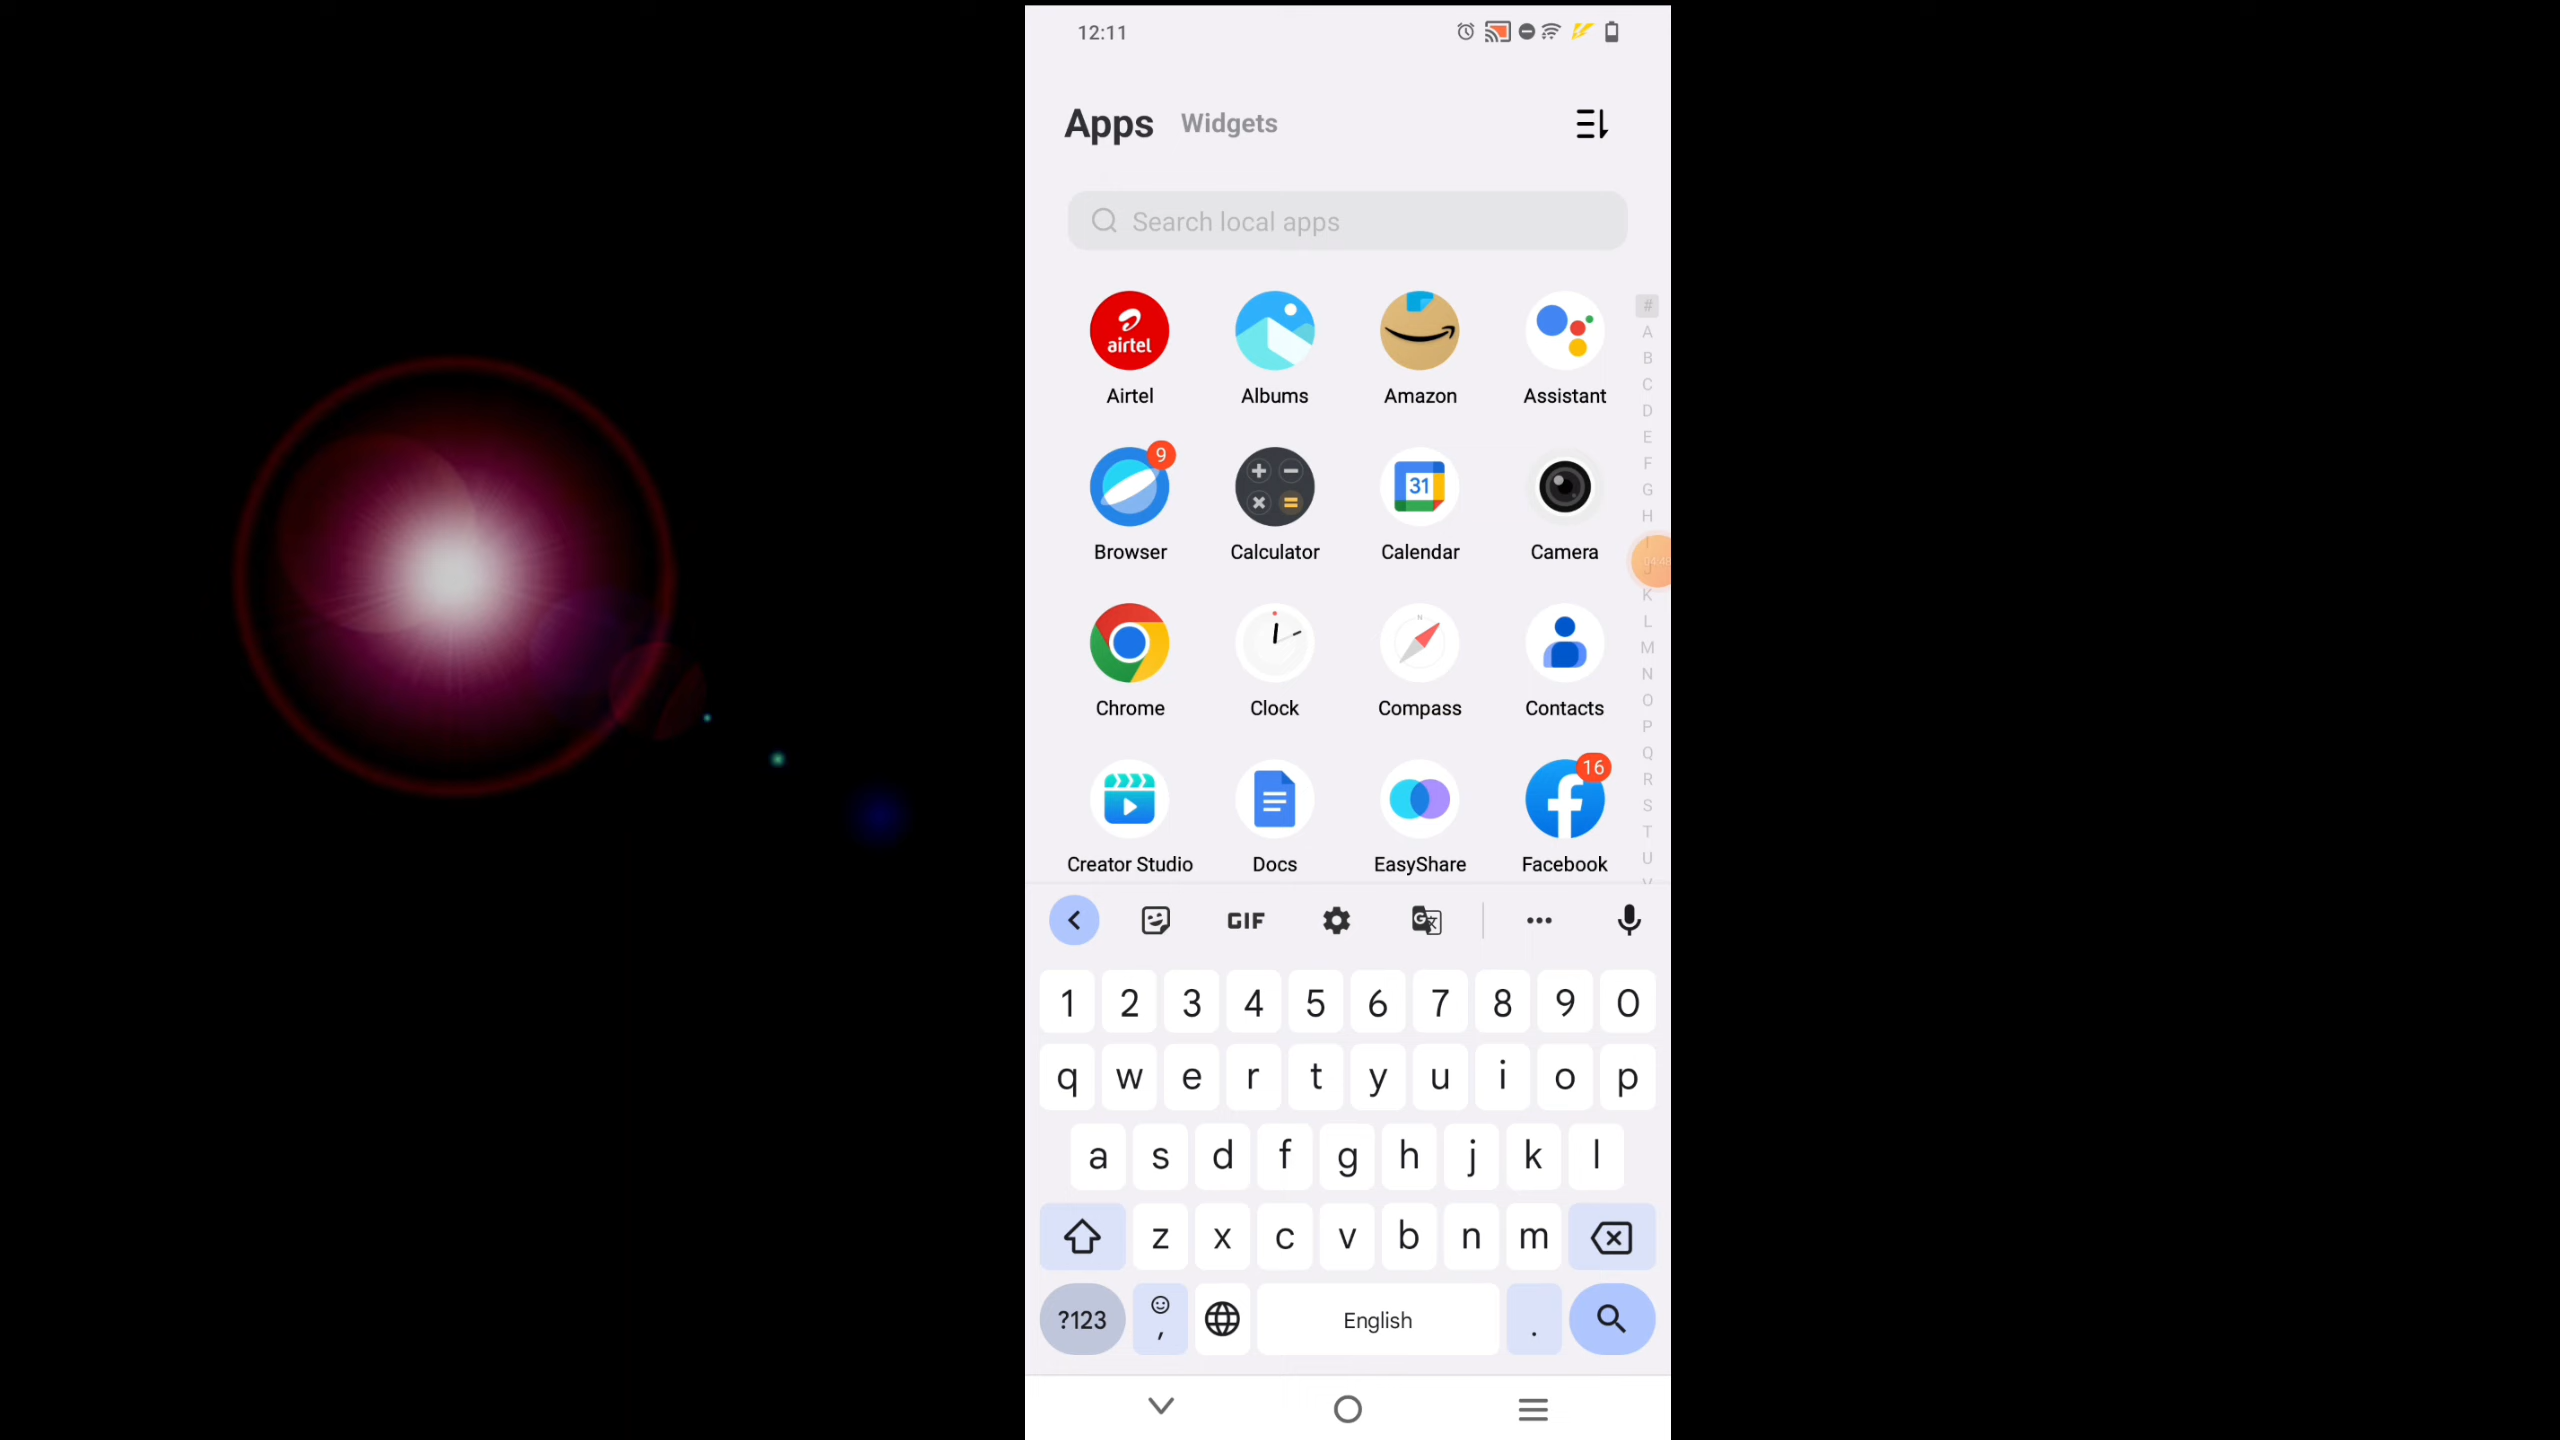 12:11
Apps Widgets
Search local apps
airtel
Airtel Albums Amazon Assistant
9
31
Browser Calculator Calendar Camera
N
Chrome Clock Compass Contacts
16
Creator Studio Docs EasyShare Facebook
#
A
B
C
D
E
F
G
H
K
L
M
N
O
P
Q
R
S
T
U
GIF
1 2 3 4 5 6 7 8 9 0
q w e r t y u i o p
a s d f g h j k l
z x c v b n m
?123 , English .